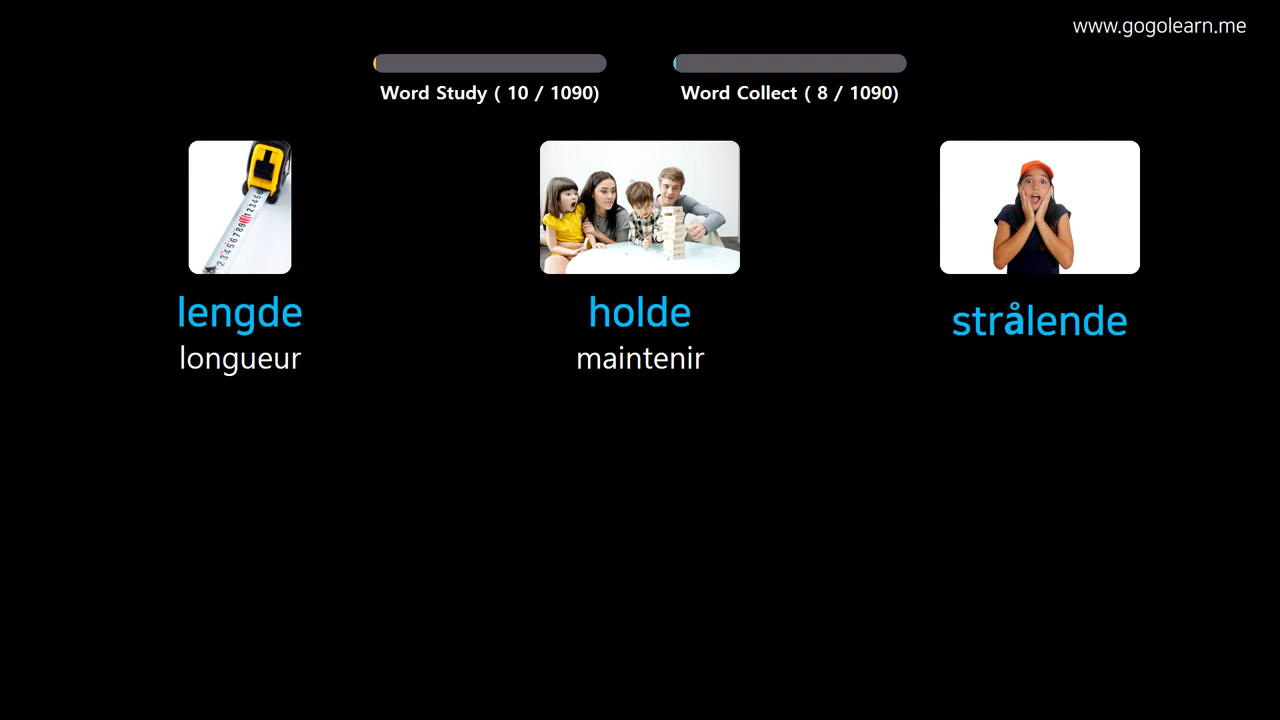 www.gogolearn.me
Word Study ( 10 / 1090)
Word Collect ( 8 / 1090)
lengde
longueur
holde
maintenir
strålende